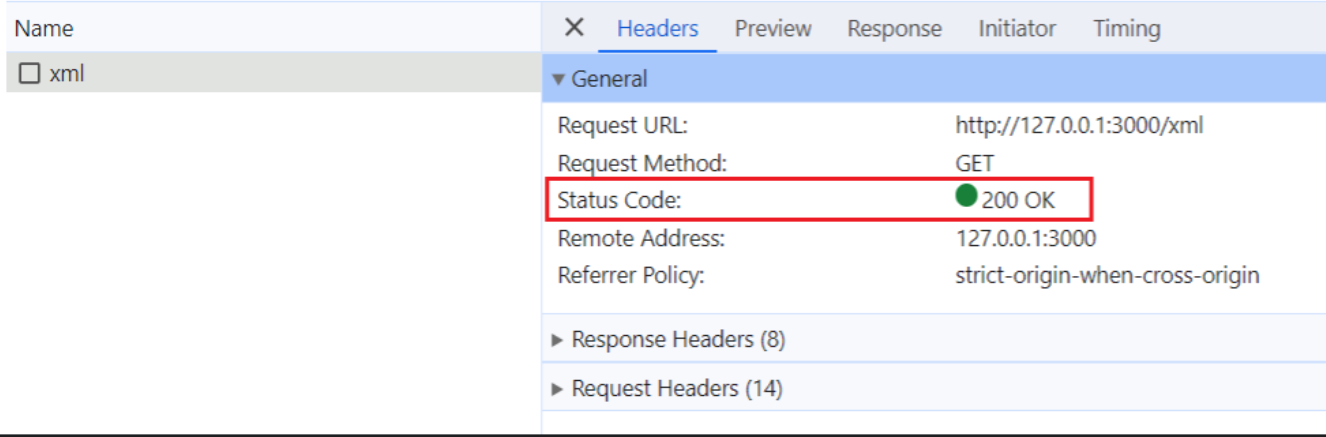 Name
xml
Headers Preview Response Initiator Timing
General
Request URL: http://127.0.0.1:3000/xml
Request Method: GET
Status Code: 200 OK
Remote Address: 127.0.0.1:3000
Referrer Policy: strict-origin-when-cross-origin
Response Headers (8)
Request Headers (14)